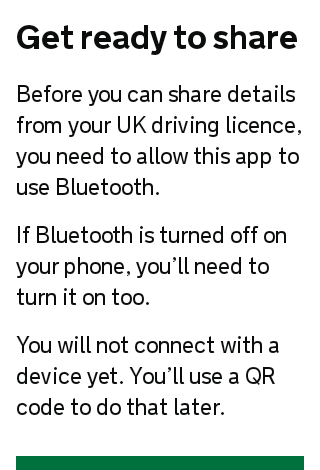 Get ready to share
Before you can share details
from your UK driving licence,
you need to allow this app to
use Bluetooth.
If Bluetooth is turned off on
your phone, you’ll need to
turn it on too.
You will not connect with a
device yet. You’ll use a QR
code to do that later.